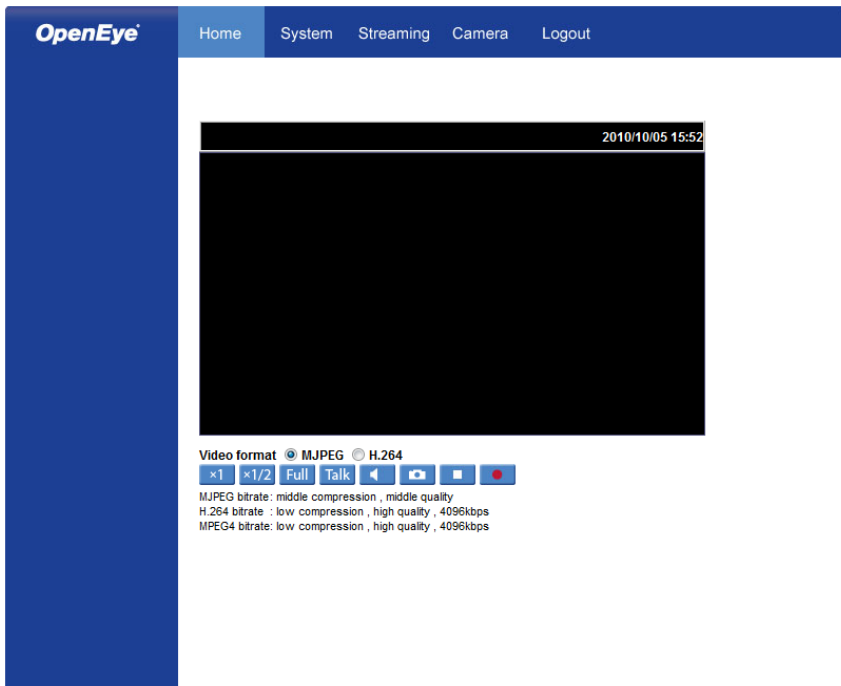 OpenEye
Home System Streaming Camera Logout
2010/10/05 15:52
Video format MJPEG H.264
×1 ×1/2 Full Talk
MJPEG bitrate: middle compression , middle quality
H.264 bitrate : low compression , high quality , 4096kbps
MPEG4 bitrate: low compression , high quality , 4096kbps